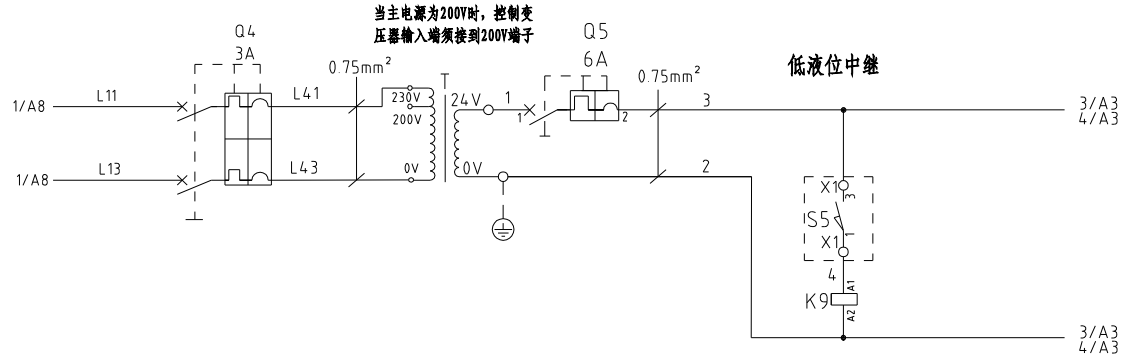 当主电源为200V时，控制变
压器输入端须接到200V端子
Q4
3A
Q5
6A
低液位中继
0.75mm²
0.75mm²
1/A8
L11
L41
230V
200V
24V
1
1
2
3
3/A3
4/A3
1/A8
L13
L43
0V
0V
2
X1
3
S5
X1
1
4
K9
A1
A2
3/A3
4/A3